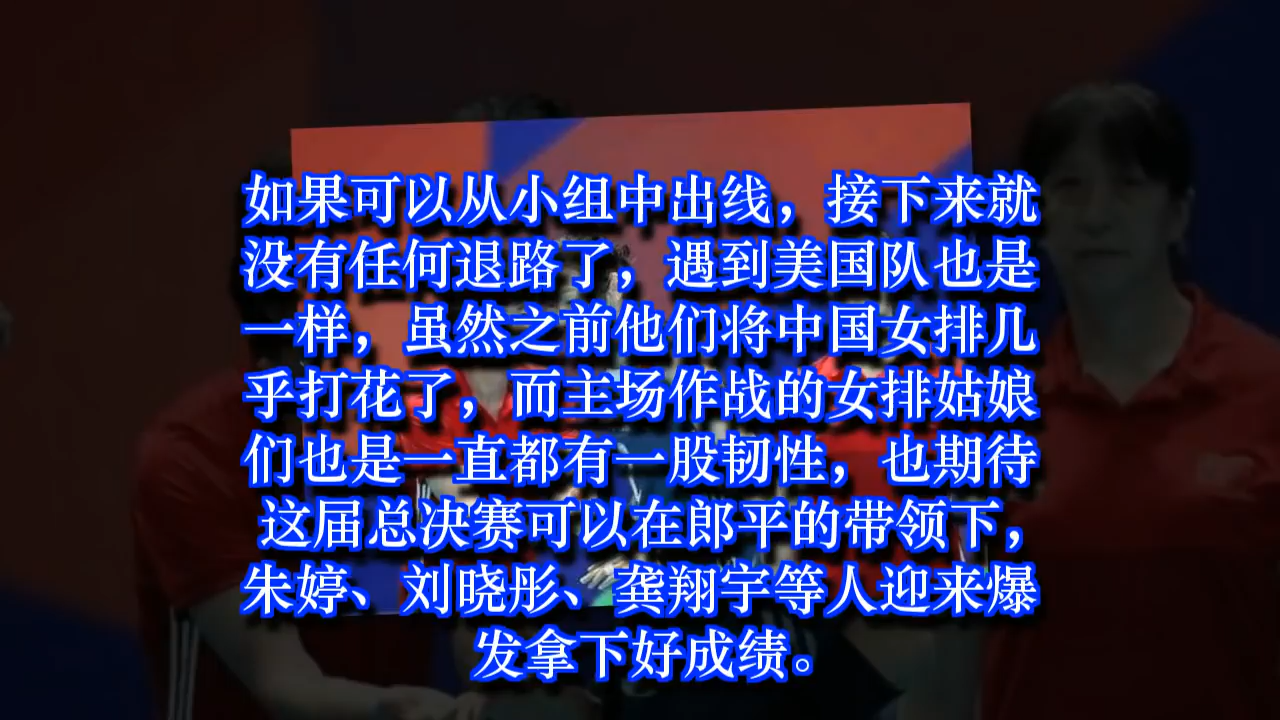 如果可以从小组中出线，接下来就
没有任何退路了，遇到美国队也是
一样，虽然之前他们将中国女排几
乎打花了，而主场作战的女排姑娘
们也是一直都有一股韧性，也期待
这届总决赛可以在郎平的带领下，
朱婷、刘晓彤、龚翔宇等人迎来爆
发拿下好成绩。